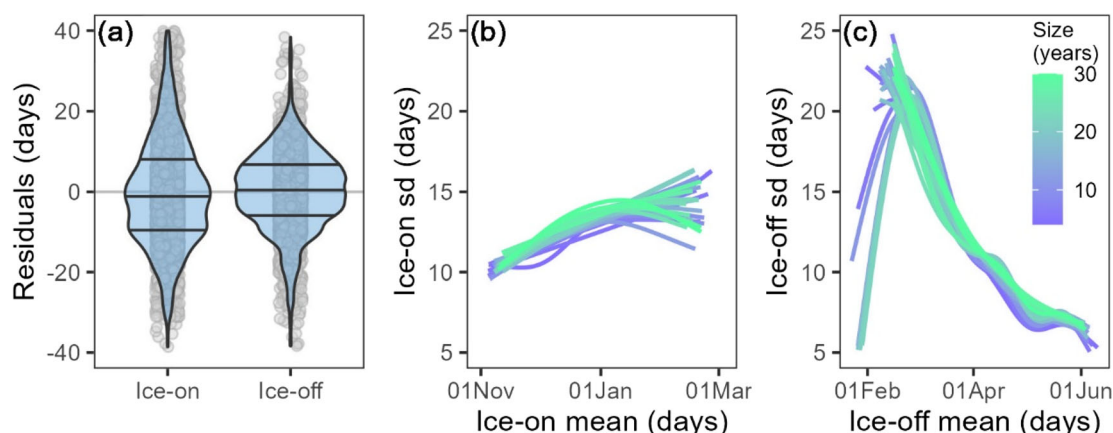 (a)
Residuals (days)
40
20
0
-20
-40
Ice-on
Ice-off
(b)
Ice-on sd (days)
25
20
15
10
5
01Nov
01Jan
01Mar
Ice-on mean (days)
(c)
Ice-off sd (days)
25
20
15
10
5
01Feb
01Apr
01Jun
Ice-off mean (days)
Size
(years)
30
20
10